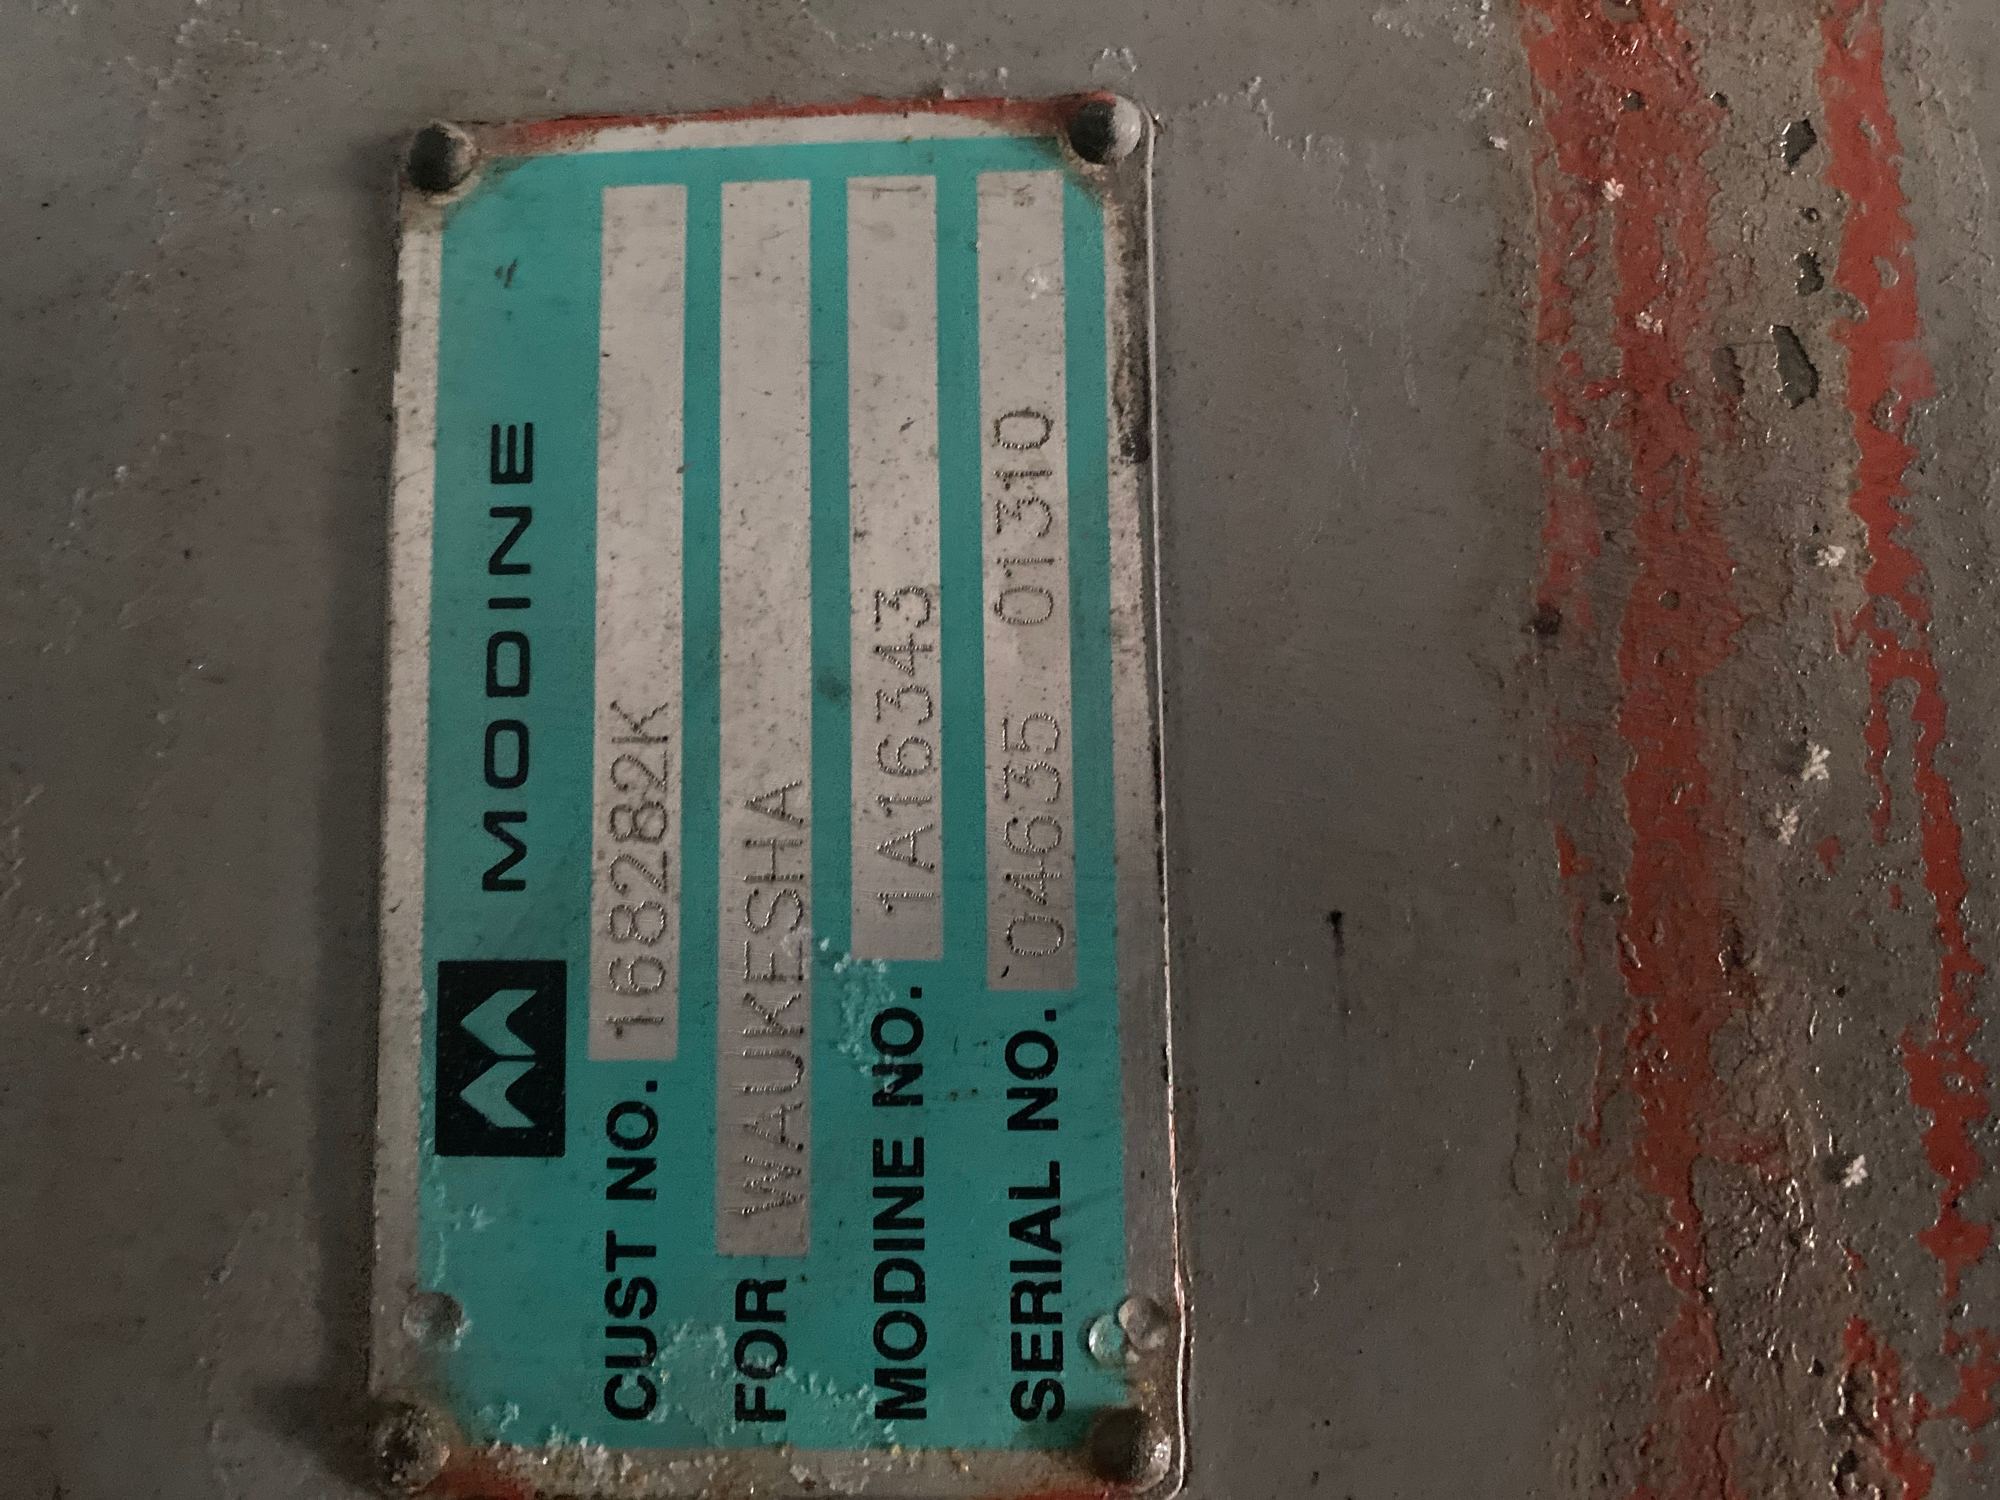 MODINE
CUST NO. 168282K
FOR WAUKESHA
MODINE NO. 1A16343
SERIAL NO. 04635 01310